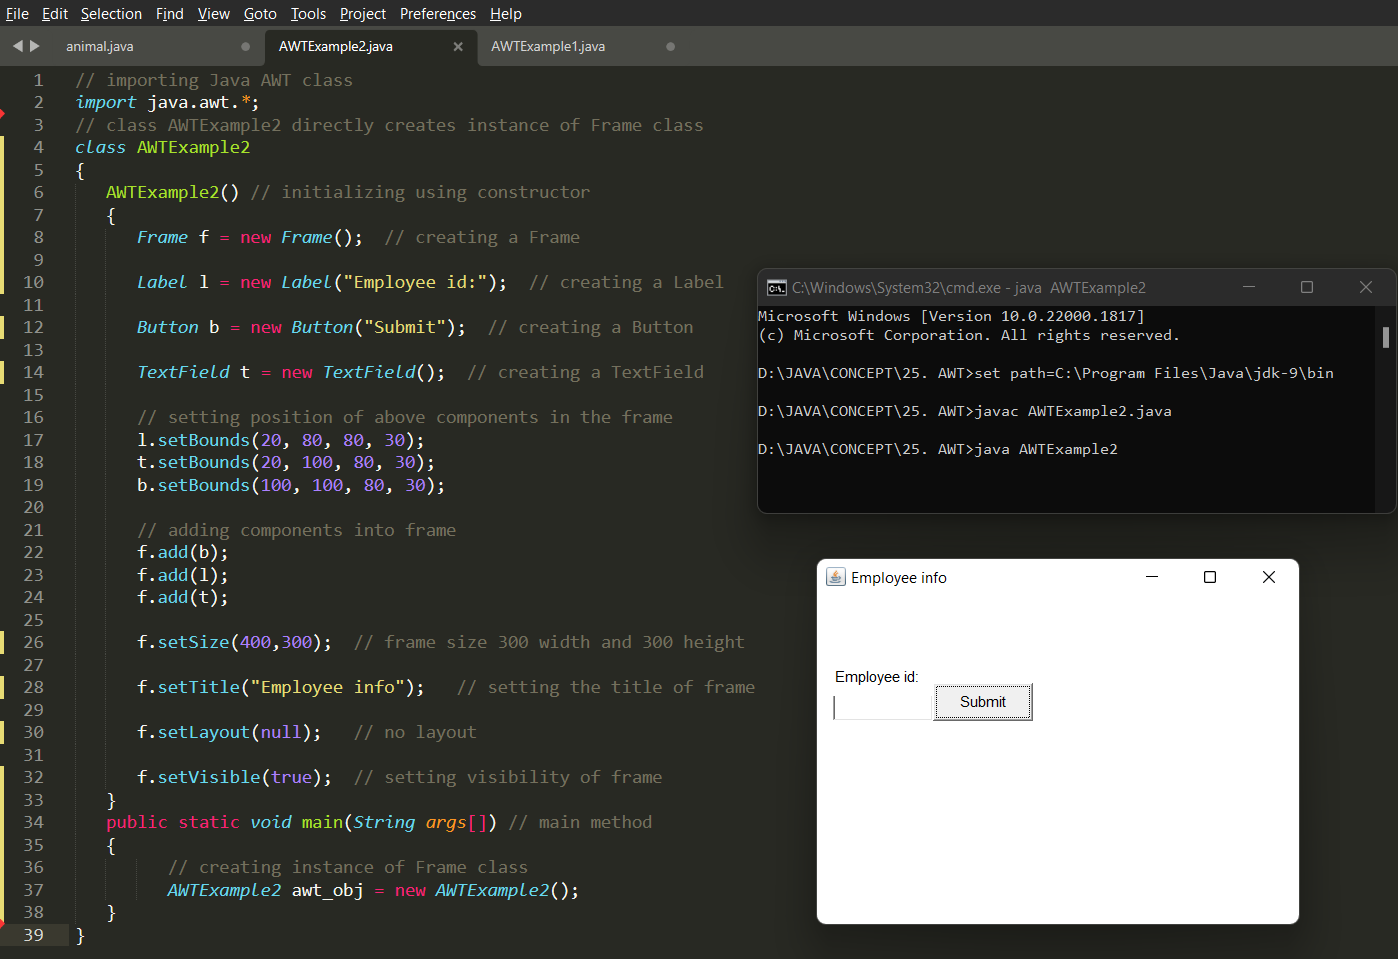 File Edit Selection Find View Goto Tools Project Preferences Help
animal.java AWTExample2.java AWTExample1.java
1 // importing Java AWT class
2 import java.awt.*;
3 // class AWTExample2 directly creates instance of Frame class
4 class AWTExample2
5 {
6 AWTExample2() // initializing using constructor
7 {
8 Frame f = new Frame(); // creating a Frame
9
10 Label l = new Label("Employee id:"); // creating a Label
11
12 Button b = new Button("Submit"); // creating a Button
13
14 TextField t = new TextField(); // creating a TextField
15
16 // setting position of above components in the frame
17 l.setBounds(20, 80, 80, 30);
18 t.setBounds(20, 100, 80, 30);
19 b.setBounds(100, 100, 80, 30);
20
21 // adding components into frame
22 f.add(b);
23 f.add(l);
24 f.add(t);
25
26 f.setSize(400,300); // frame size 300 width and 300 height
27
28 f.setTitle("Employee info"); // setting the title of frame
29
30 f.setLayout(null); // no layout
31
32 f.setVisible(true); // setting visibility of frame
33 }
34 public static void main(String args[]) // main method
35 {
36 // creating instance of Frame class
37 AWTExample2 awt_obj = new AWTExample2();
38 }
39 }
C:\Windows\System32\cmd.exe - java AWTExample2
Microsoft Windows [Version 10.0.22000.1817]
(c) Microsoft Corporation. All rights reserved.
D:\JAVA\CONCEPT\25. AWT>set path=C:\Program Files\Java\jdk-9\bin
D:\JAVA\CONCEPT\25. AWT>javac AWTExample2.java
D:\JAVA\CONCEPT\25. AWT>java AWTExample2
Employee info
Employee id:
Submit